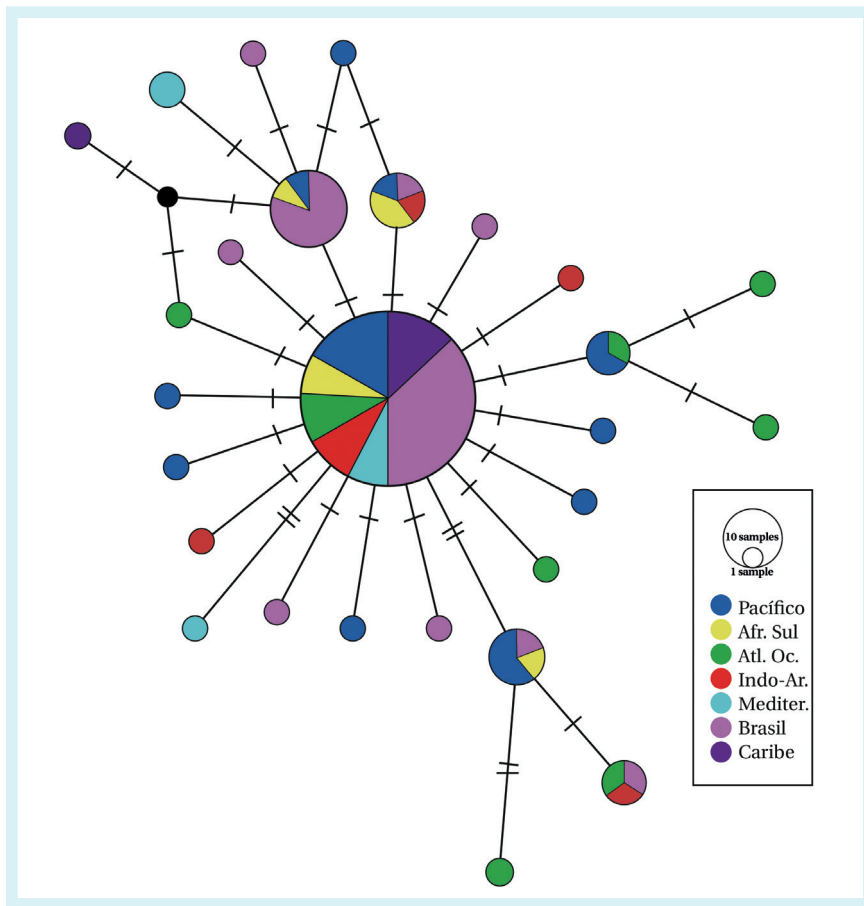 10 samples
1 sample
Pacífico
Afr. Sul
Atl. Oc.
Indo-Ar.
Mediter.
Brasil
Caribe